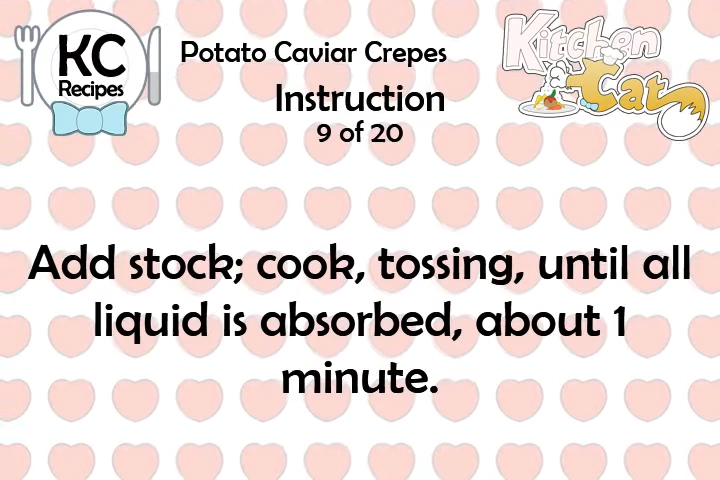 KC
Recipes
Potato Caviar Crepes
Kitchen
Cat
Instruction
9 of 20
Add stock; cook, tossing, until all
liquid is absorbed, about 1
minute.